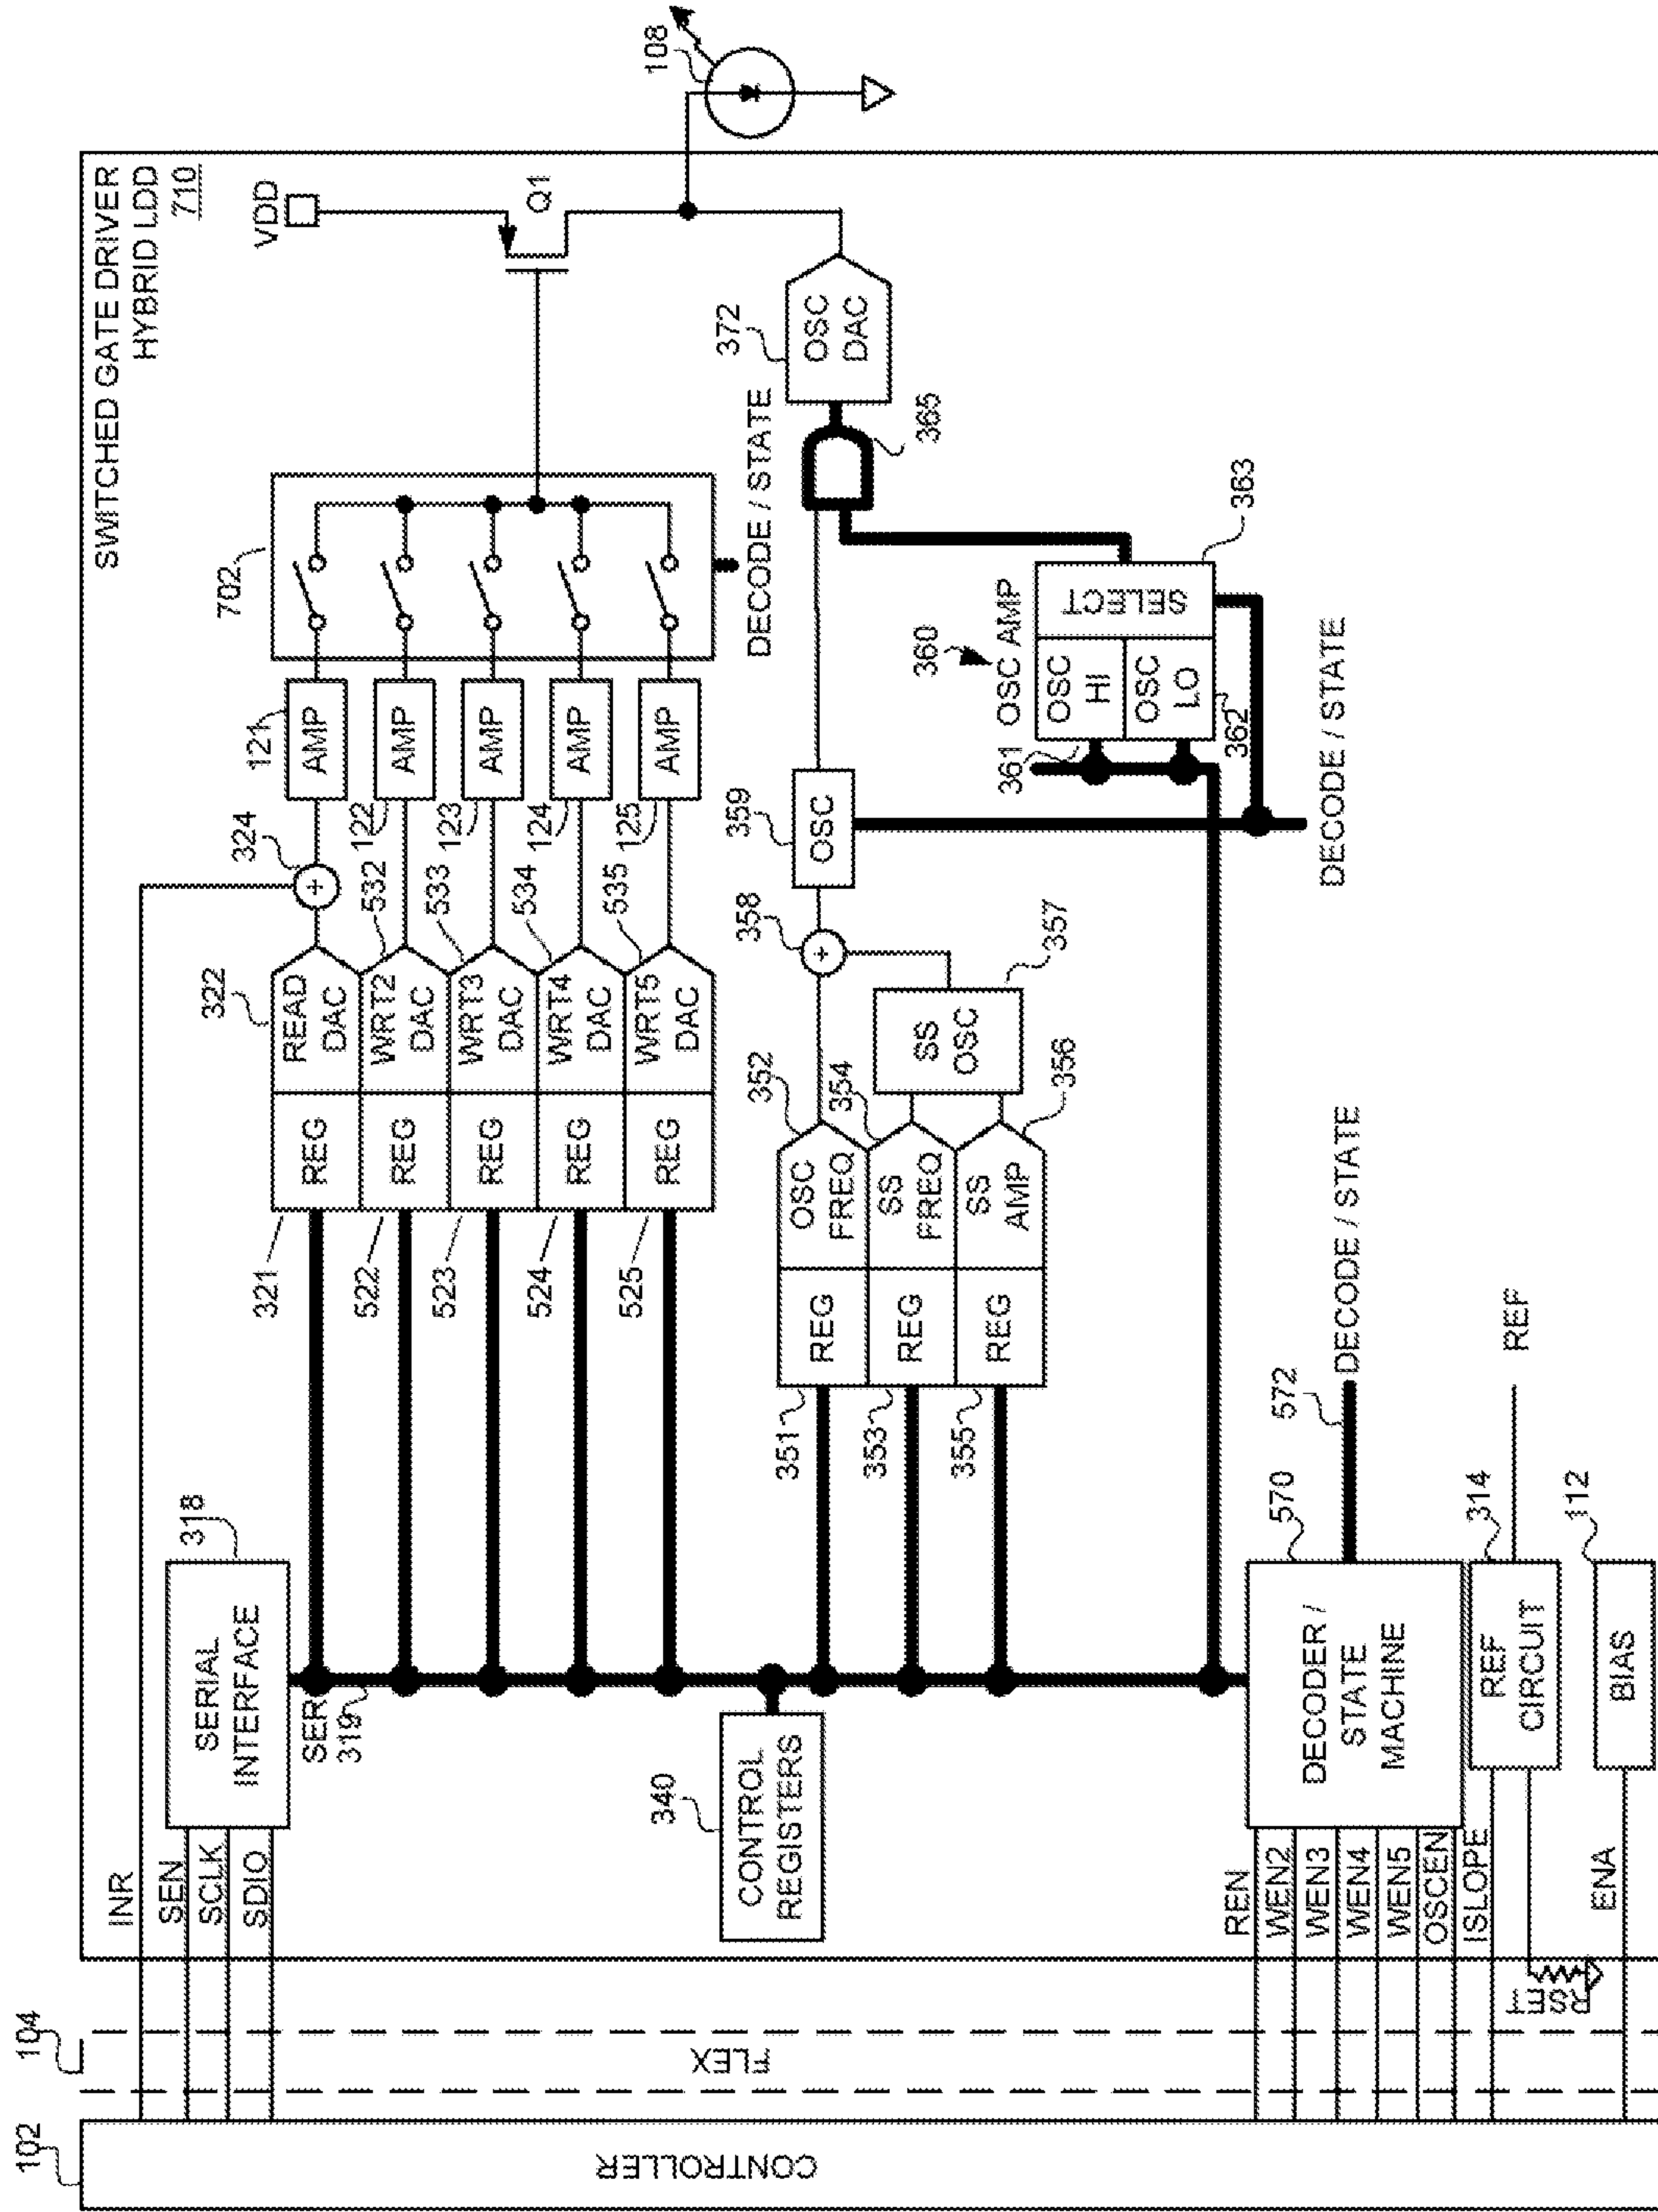 SWITCHED GATE DRIVER
HYBRID LDD
710
102
CONTROLLER
104
FLEX
INR
SEN
SCLK
SDIO
SERIAL
INTERFACE
318
SER
319
340
CONTROL
REGISTERS
321
522
523
524
525
REG
REG
REG
REG
REG
322
READ
DAC
WRT2
DAC
WRT3
DAC
WRT4
DAC
WRT5
DAC
532
533
534
535
324
+
121
122
123
124
125
AMP
AMP
AMP
AMP
AMP
702
DECODE / STATE
VDD
Q1
108
351
353
355
REG
REG
REG
OSC
FREQ
SS
FREQ
SS
AMP
352
354
356
SS
OSC
357
358
+
359
OSC
360
OSC AMP
361
OSC
HI
OSC
LO
362
SELECT
363
365
372
OSC
DAC
DECODE / STATE
REN
WEN2
WEN3
WEN4
WEN5
OSCEN
ISLOPE
RSET
ENA
DECODER /
STATE
MACHINE
570
572
DECODE / STATE
REF
CIRCUIT
314
REF
BIAS
112